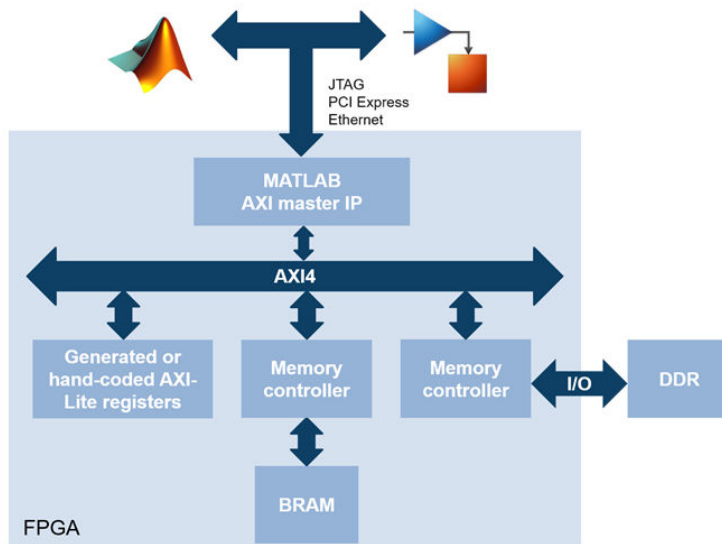 JTAG
PCI Express
Ethernet
MATLAB
AXI master IP
AXI4
Generated or
hand-coded AXI-
Lite registers
Memory
controller
Memory
controller
I/O
DDR
BRAM
FPGA